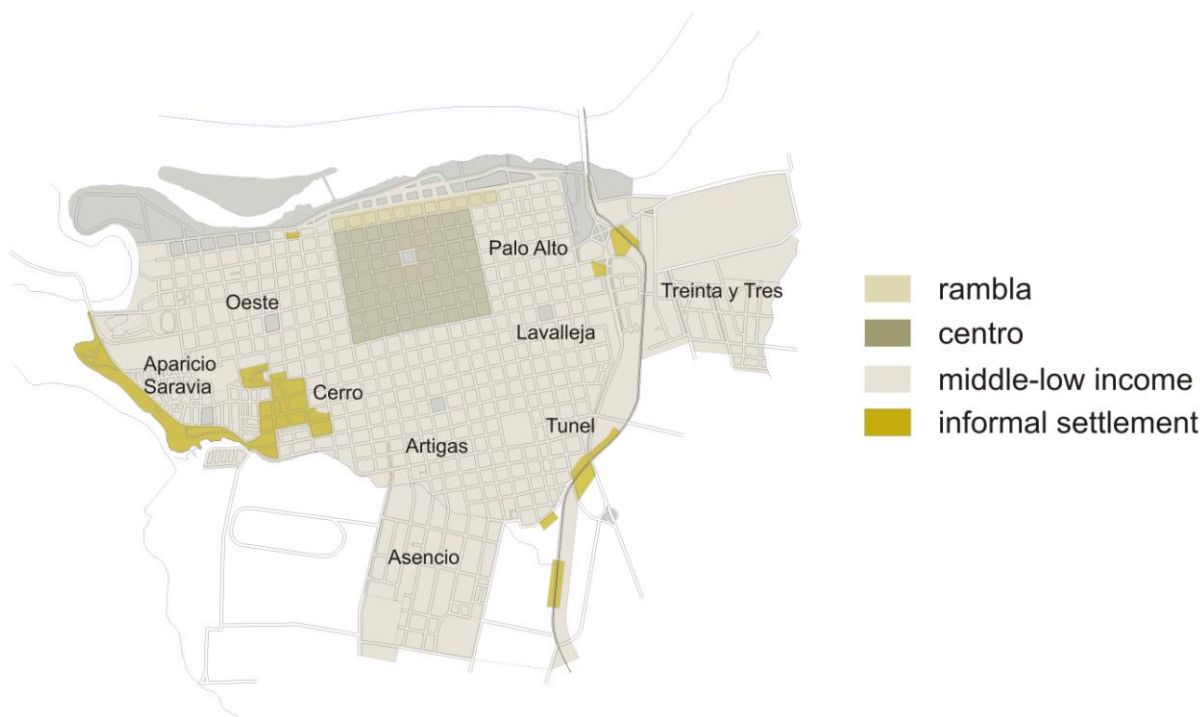 Palo Alto
Treinta y Tres
Oeste
Lavalleja
Aparicio
Saravia
Cerro
Tunel
Artigas
Asencio
rambla
centro
middle-low income
informal settlement